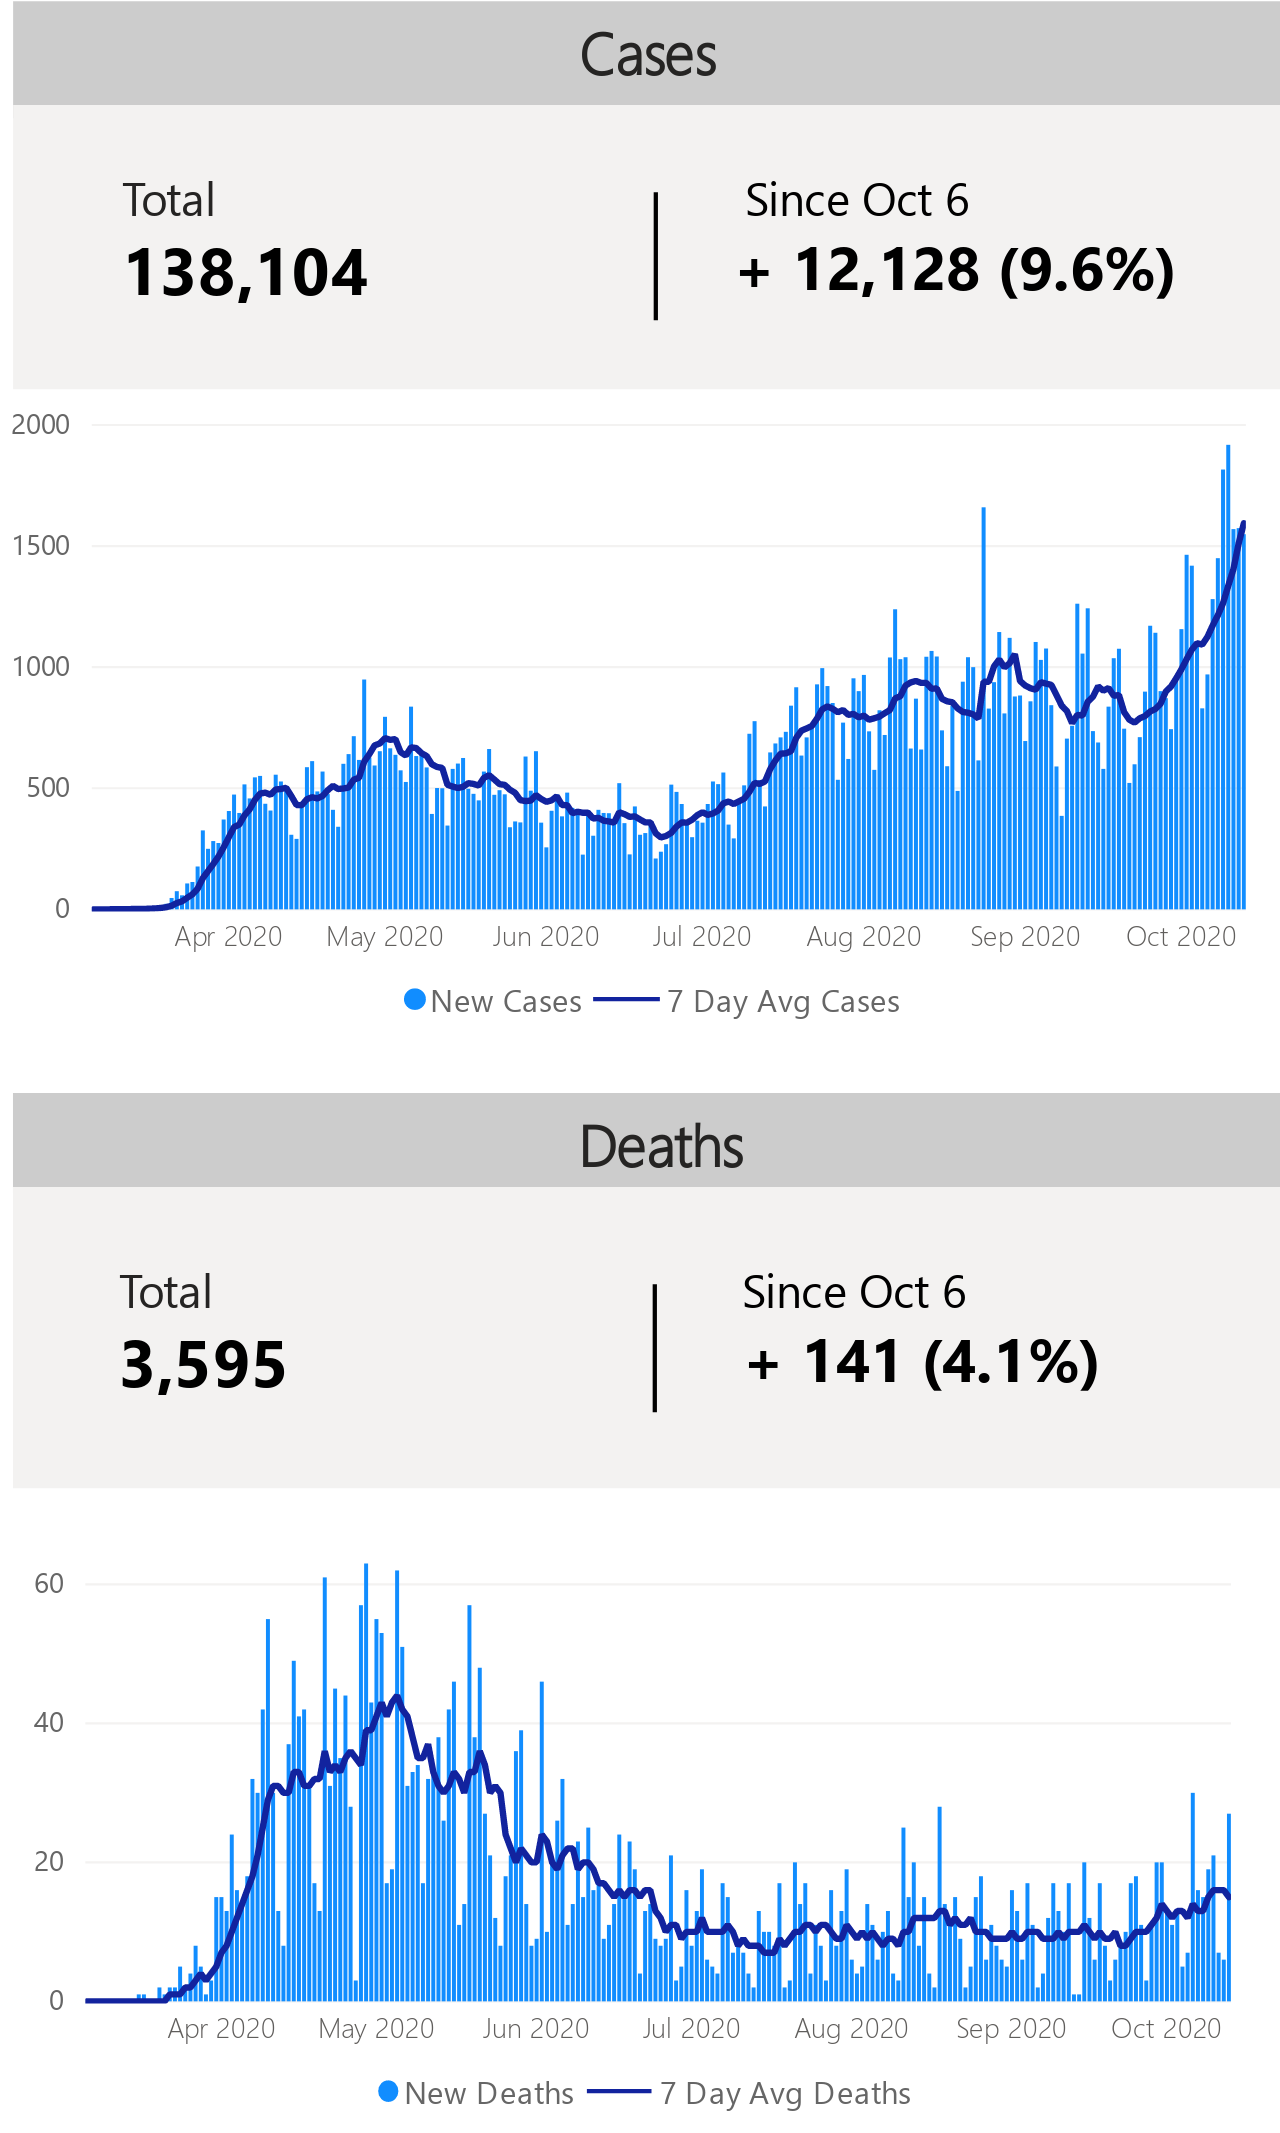 Cases
Total
Since Oct 6
138,104
+ 12,128 (9.6%)
2000
1500
1000
500
0
Apr 2020 May 2020 Jun 2020 Jul 2020 Aug 2020 Sep 2020 Oct 2020
New Cases 7 Day Avg Cases
Deaths
Total
Since Oct 6
3,595
+ 141 (4.1%)
60
40
20
0
Apr 2020 May 2020 Jun 2020 Jul 2020 Aug 2020 Sep 2020 Oct 2020
New Deaths 7 Day Avg Deaths